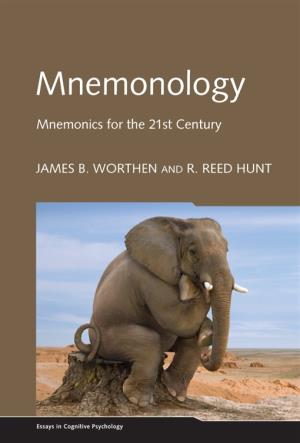 Mnemonology
Mnemonics for the 21st Century
JAMES B. WORTHEN AND R. REED HUNT
Essays in Cognitive Psychology